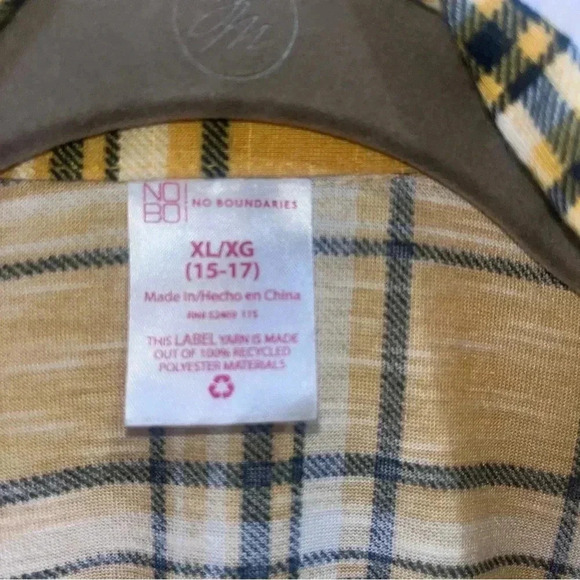 NO
BO
NO BOUNDARIES
XL/XG
(15-17)
Made in/Hecho en China
THIS LABEL YARN IS MADE
OUT OF 100% RECYCLED
POLYESTER MATERIALS